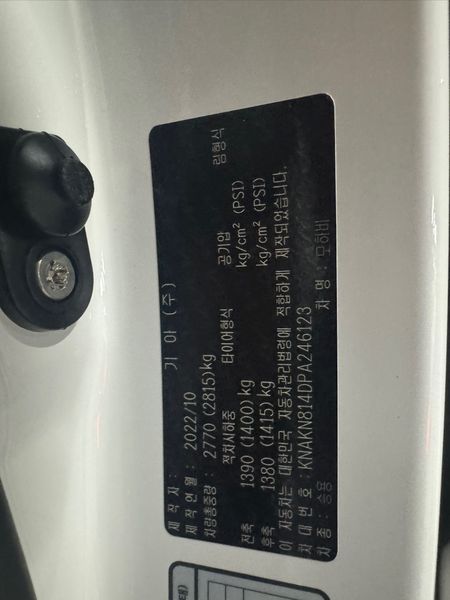 제작자 : 기 아 (주)
제작연월 : 2022/10
차량총중량 : 2770 (2815)kg
적차시하중 타이어형식 공기압 림형식
전축 1390 (1400)kg kg/cm² (PSI)
후축 1380 (1415)kg kg/cm² (PSI)
이 자동차는 대한민국 자동차관리법령에 적합하게 제작되었습니다.
차대번호 : KNAKN814DPA246123
차종 : 승용 차명 : 모하비